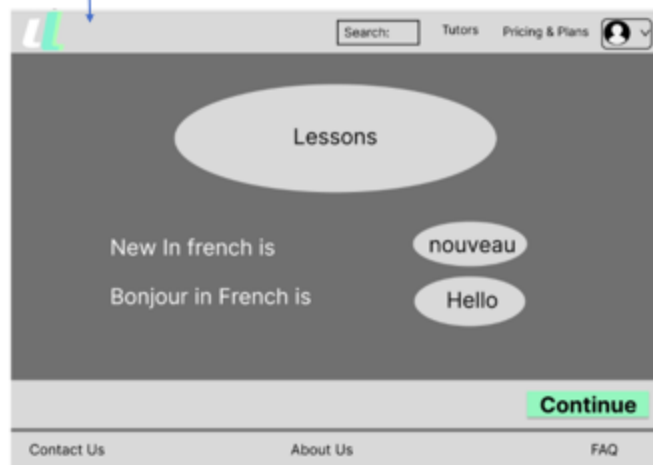 Search: Tutors Pricing & Plans
Lessons
New In french is nouveau
Bonjour in French is Hello
Continue
Contact Us About Us FAQ